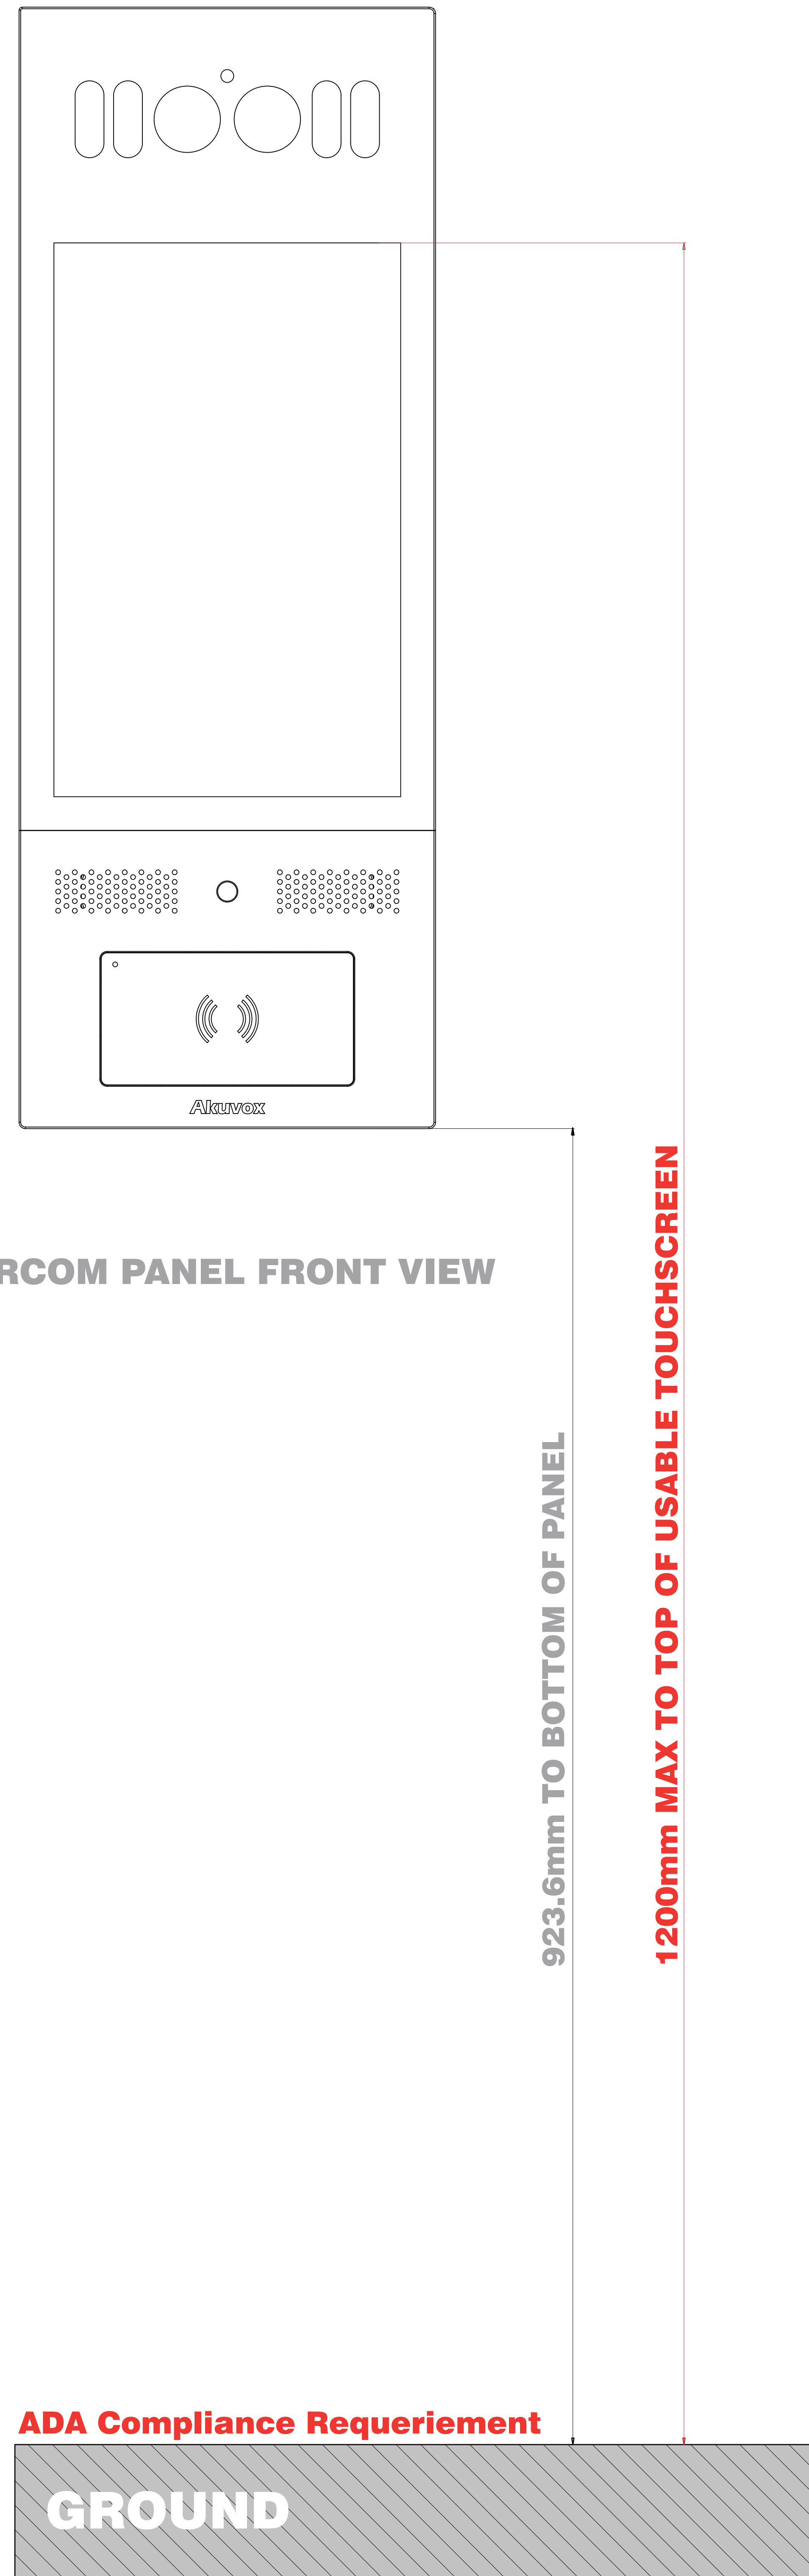 Akuvox
RCOM PANEL FRONT VIEW
923.6mm TO BOTTOM OF PANEL
1200mm MAX TO TOP OF USABLE TOUCHSCREEN
ADA Compliance Requeriement
GROUND